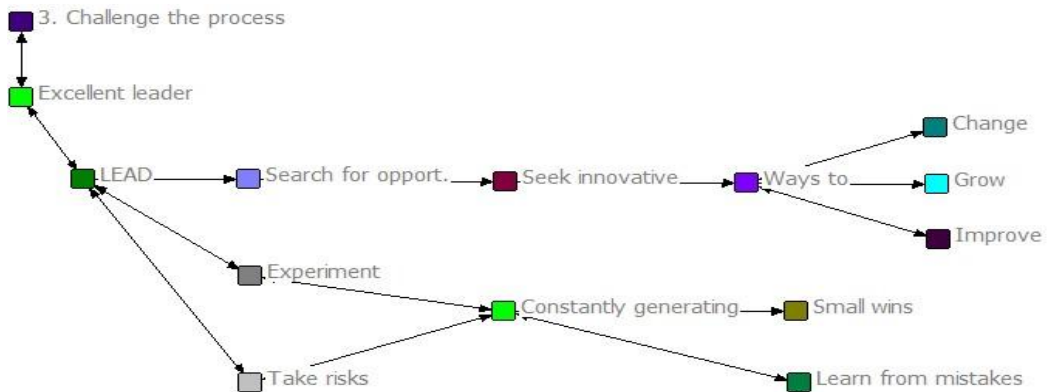 3. Challenge the process
Excellent leader
LEAD
Search for opport.
Seek innovative
Ways to
Change
Grow
Improve
Experiment
Constantly generating
Small wins
Take risks
Learn from mistakes